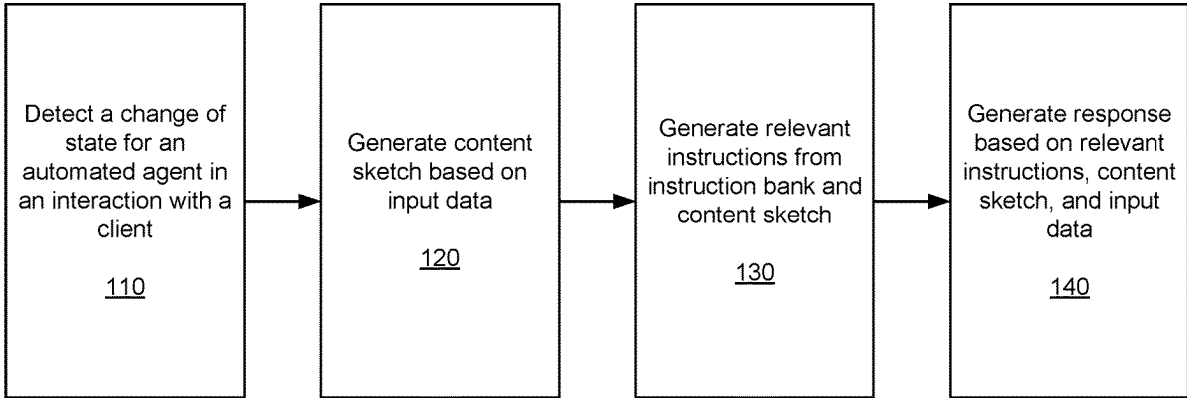 Detect a change of
state for an
automated agent in
an interaction with a
client
110
Generate content
sketch based on
input data
120
Generate relevant
instructions from
instruction bank and
content sketch
130
Generate response
based on relevant
instructions, content
sketch, and input
data
140